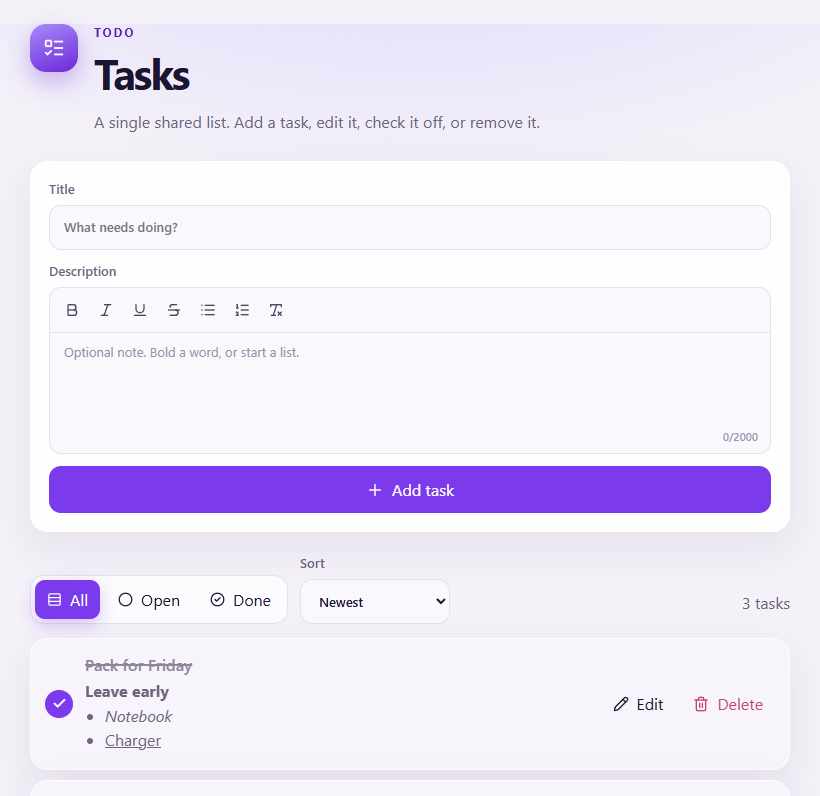 TODO
Tasks
A single shared list. Add a task, edit it, check it off, or remove it.
Title
What needs doing?
Description
Optional note. Bold a word, or start a list.
0/2000
Add task
Sort
All Open Done Newest 3 tasks
Pack for Friday
Leave early
Notebook
Charger
Edit Delete